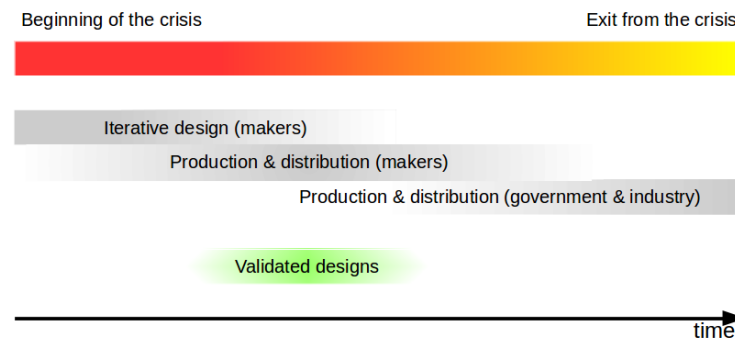 Beginning of the crisis
Exit from the crisis
Iterative design (makers)
Production & distribution (makers)
Production & distribution (government & industry)
Validated designs
time